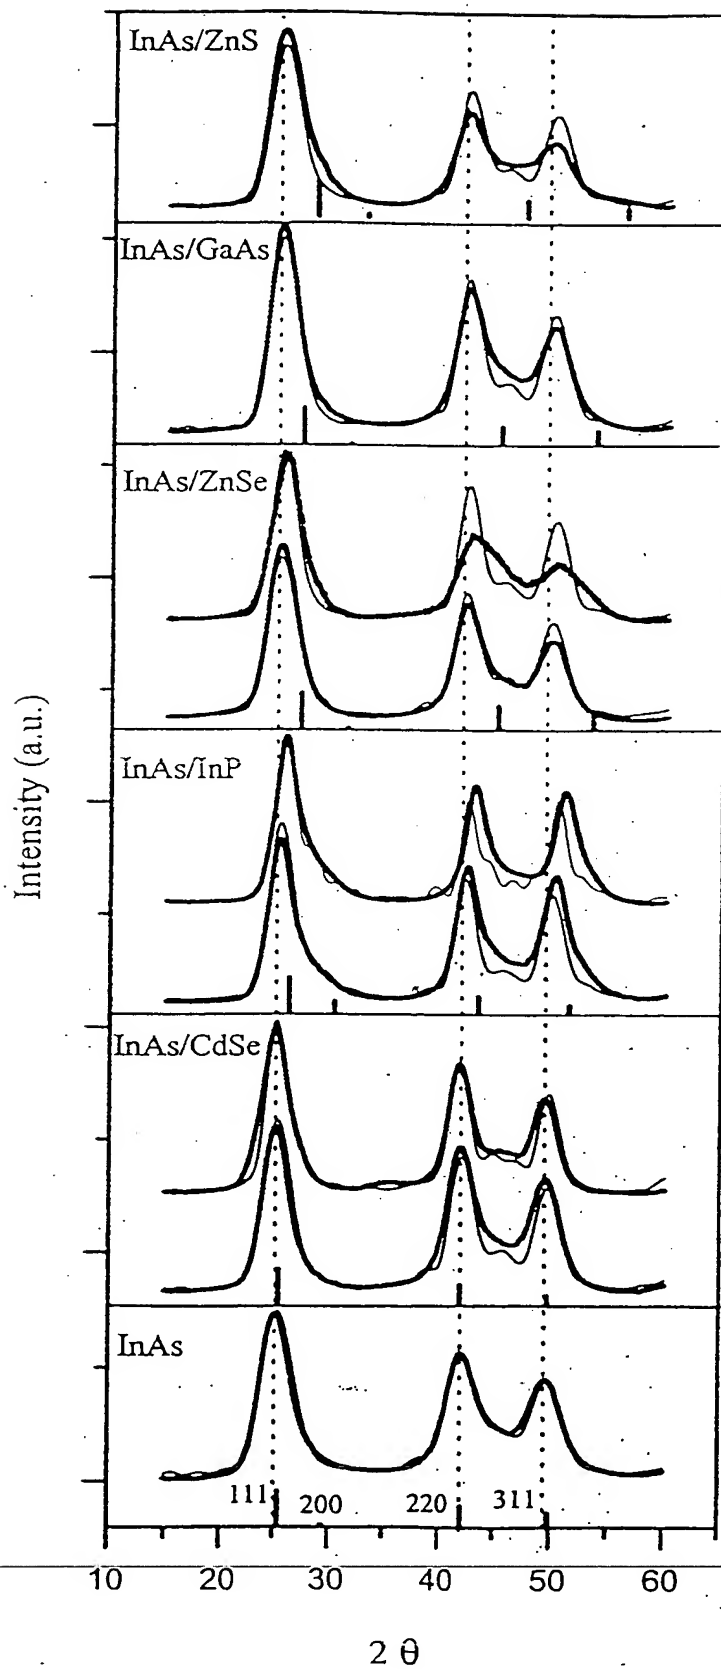 InAs/ZnS
InAs/GaAs
InAs/ZnSe
InAs/InP
InAs/CdSe
InAs
Intensity (a.u.)
111 200 220 311
10 20 30 40 50 60
2 θ